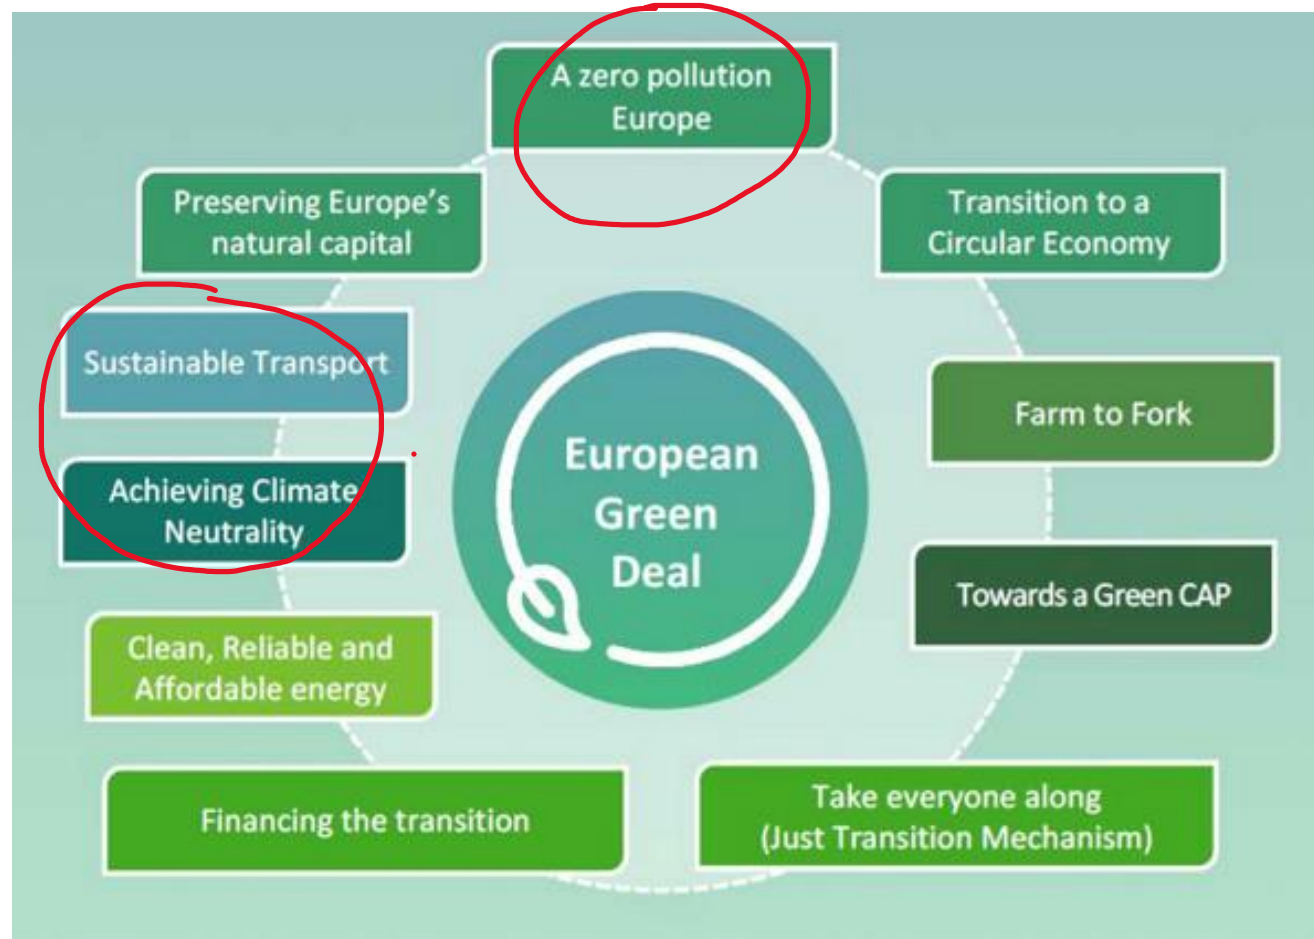 A zero pollution
Europe
Preserving Europe's
natural capital
Transition to a
Circular Economy
Sustainable Transport
Farm to Fork
European
Green
Deal
Achieving Climate
Neutrality
Towards a Green CAP
Clean, Reliable and
Affordable energy
Financing the transition
Take everyone along
(Just Transition Mechanism)